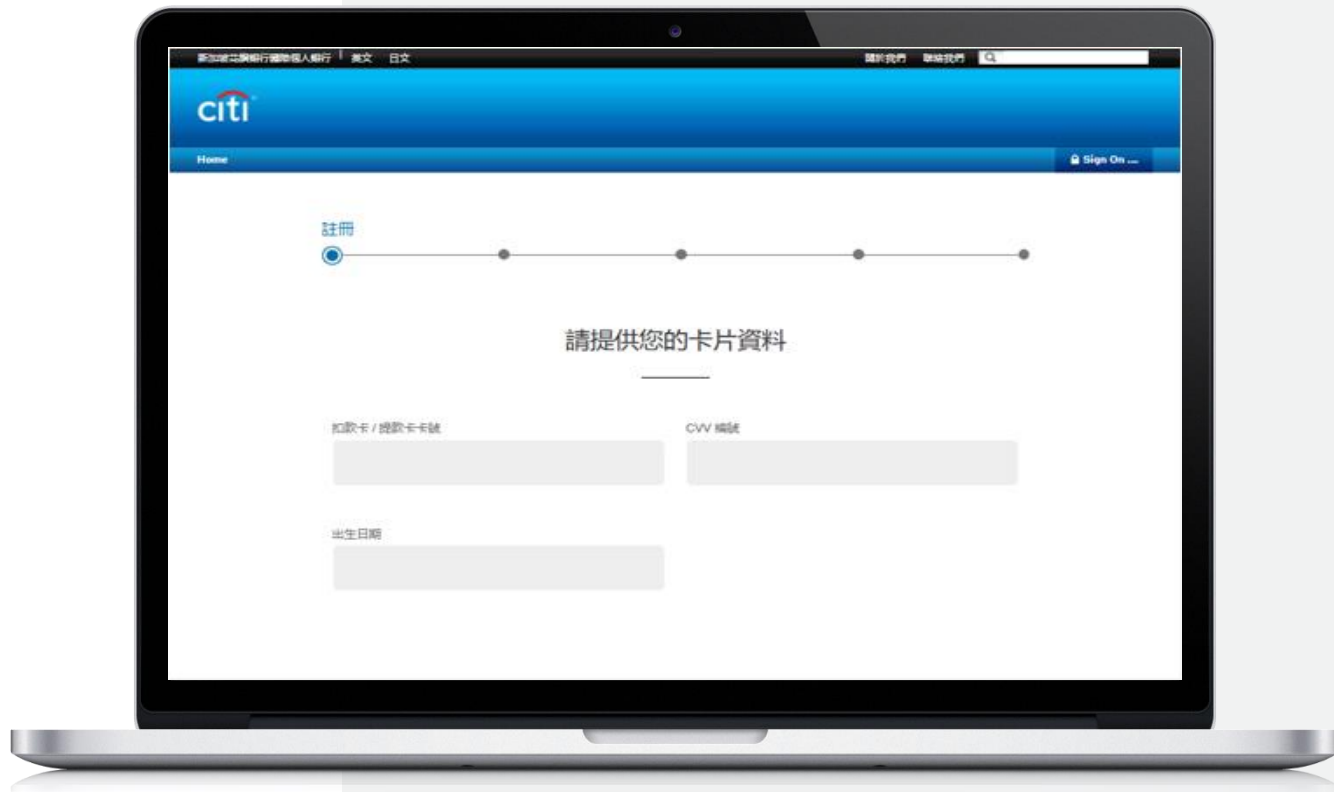 新加坡花旗銀行國際個人銀行 英文 日文 關於我們 聯絡我們
citi
Home Sign On ....
註冊
請提供您的卡片資料
扣款卡 / 提款卡卡號 CVV 編號
出生日期